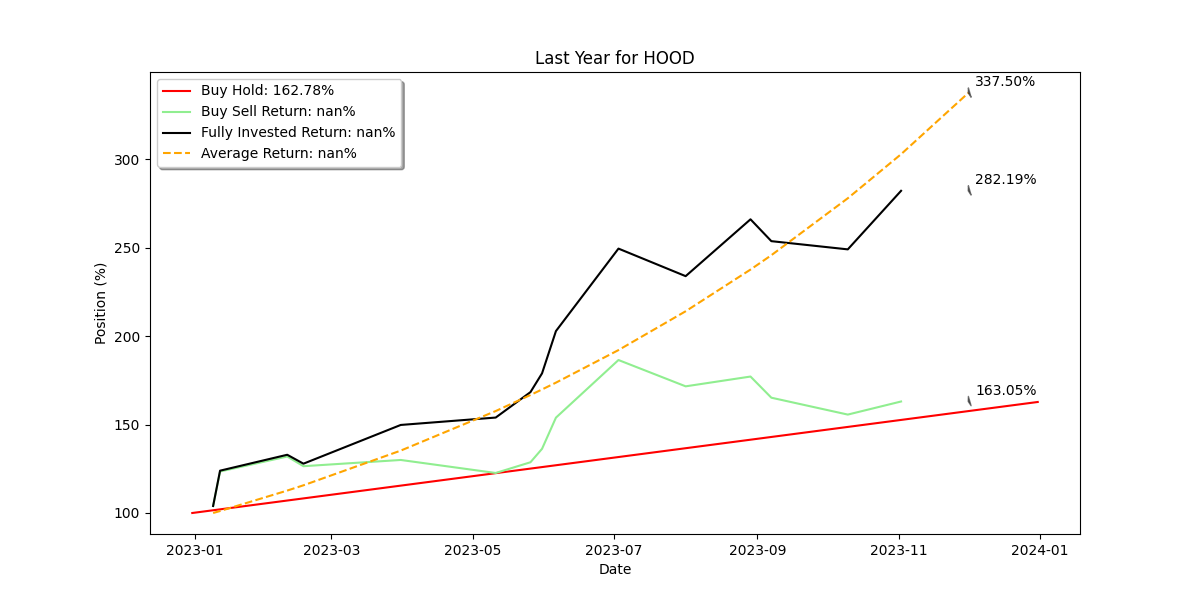 Last Year for HOOD
Buy Hold: 162.78%
Buy Sell Return: nan%
Fully Invested Return: nan%
Average Return: nan%
337.50%
282.19%
163.05%
Position (%)
300
250
200
150
100
2023-01 2023-03 2023-05 2023-07 2023-09 2023-11 2024-01
Date